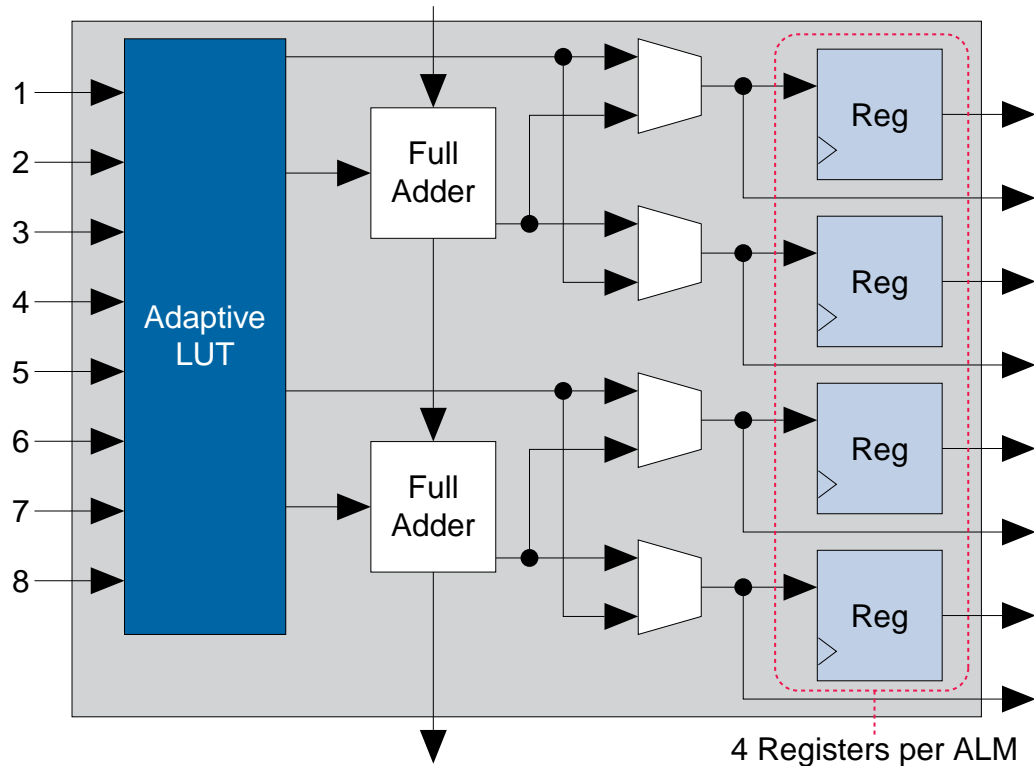 1
2
3
4
5
6
7
8
Adaptive
LUT
Full
Adder
Full
Adder
Reg
Reg
Reg
Reg
4 Registers per ALM